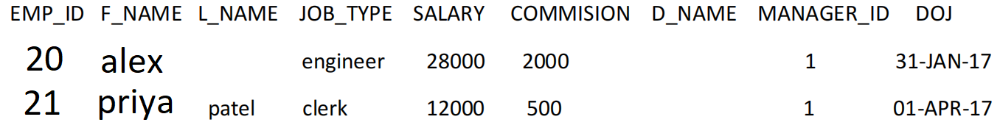 EMP_ID F_NAME L_NAME JOB_TYPE SALARY COMMISION D_NAME MANAGER_ID DOJ
20 alex engineer 28000 2000 1 31-JAN-17
21 priya patel clerk 12000 500 1 01-APR-17